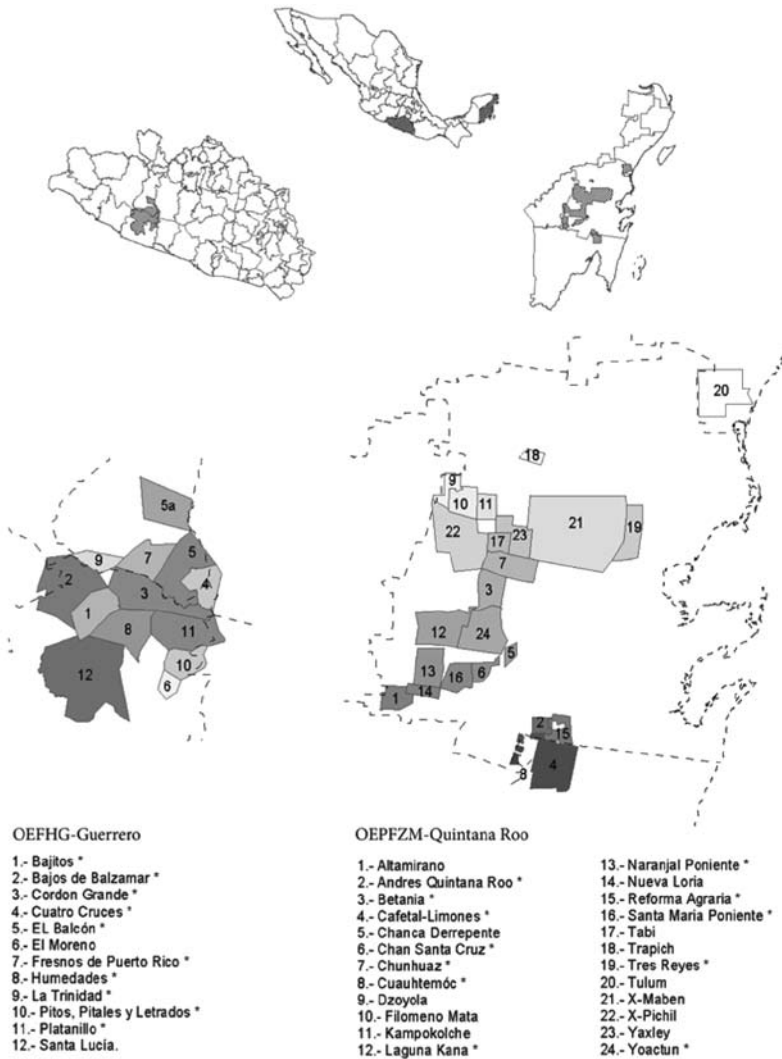 5a
9
7
5
2
4
3
1
8
11
12
10
6
20
18
9
10
11
21
19
22
23
17
7
3
12
24
5
13
16
6
14
1
2
15
4
8
OEFHG-Guerrero
1.- Bajitos *
2.- Bajos de Balzamar *
3.- Cordon Grande *
4.- Cuatro Cruces *
5.- EL Balcón *
6.- El Moreno
7.- Fresnos de Puerto Rico *
8.- Humedades *
9.- La Trinidad *
10.- Pitos, Pitales y Letrados *
11.- Platanillo *
12.- Santa Lucía.
OEPFZM-Quintana Roo
1.- Altamirano
2.- Andres Quintana Roo *
3.- Betania *
4.- Cafetal-Limones *
5.- Chanca Derrepente
6.- Chan Santa Cruz *
7.- Chunhuaz *
8.- Cuauhtemóc *
9.- Dzoyola
10.- Filomeno Mata
11.- Kampokolche
12.- Laguna Kana *
13.- Naranjal Poniente *
14.- Nueva Loria
15.- Reforma Agraria *
16.- Santa Maria Poniente *
17.- Tabi
18.- Trapich
19.- Tres Reyes *
20.- Tulum
21.- X-Maben
22.- X-Pichil
23.- Yaxley
24.- Yoactun *